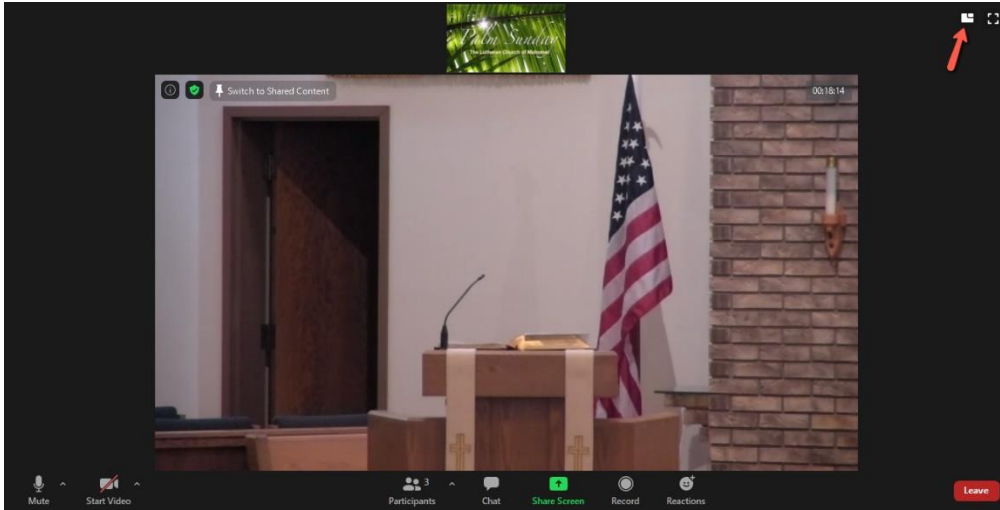 Palm Sunday
The Lutheran Church of Mahomet
Switch to Shared Content
00:18:14
3
Mute
Start Video
Participants
Chat
Share Screen
Record
Reactions
Leave